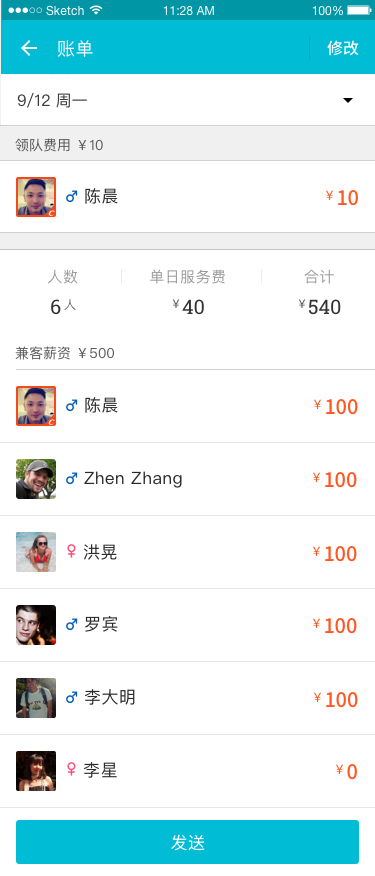 Sketch 11:28 AM 100%
账单 修改
9/12 周一
领队费用 ￥10
陈晨 ￥10
人数 单日服务费 合计
6人 ￥40 ￥540
兼客薪资 ￥500
陈晨 ￥100
Zhen Zhang ￥100
洪晃 ￥100
罗宾 ￥100
李大明 ￥100
李星 ￥0
发送